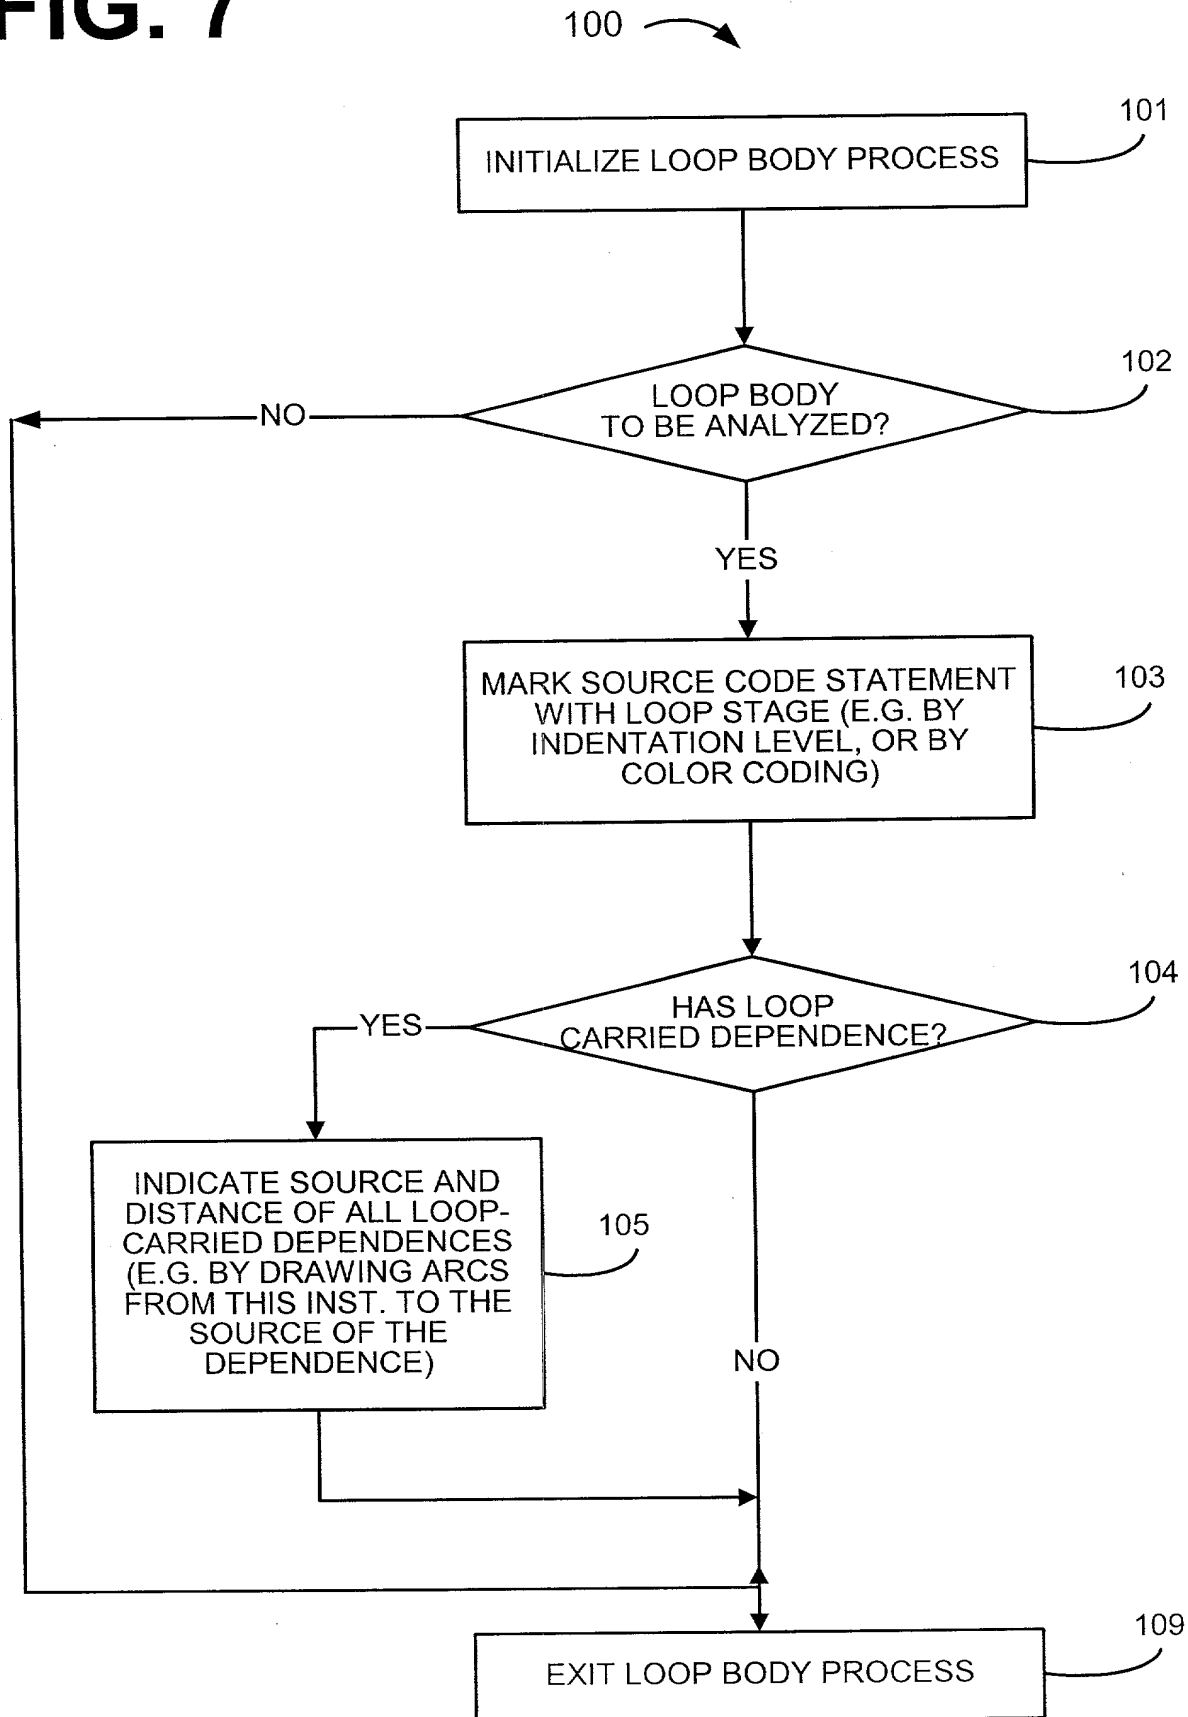 FIG. 7
100
101
INITIALIZE LOOP BODY PROCESS
102
LOOP BODY
TO BE ANALYZED?
NO
YES
103
MARK SOURCE CODE STATEMENT
WITH LOOP STAGE (E.G. BY
INDENTATION LEVEL, OR BY
COLOR CODING)
104
HAS LOOP
CARRIED DEPENDENCE?
YES
INDICATE SOURCE AND
DISTANCE OF ALL LOOP-
CARRIED DEPENDENCES
(E.G. BY DRAWING ARCS
FROM THIS INST. TO THE
SOURCE OF THE
DEPENDENCE)
105
NO
109
EXIT LOOP BODY PROCESS